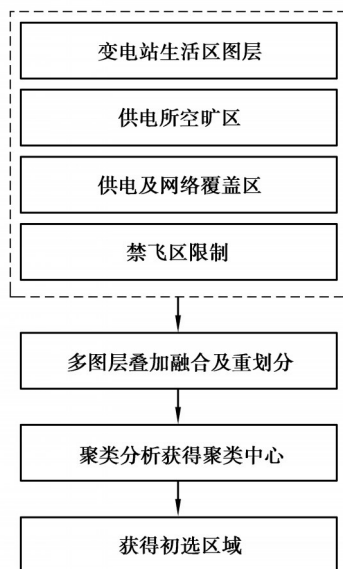 变电站生活区图层
供电所空旷区
供电及网络覆盖区
禁飞区限制
多图层叠加融合及重划分
聚类分析获得聚类中心
获得初选区域